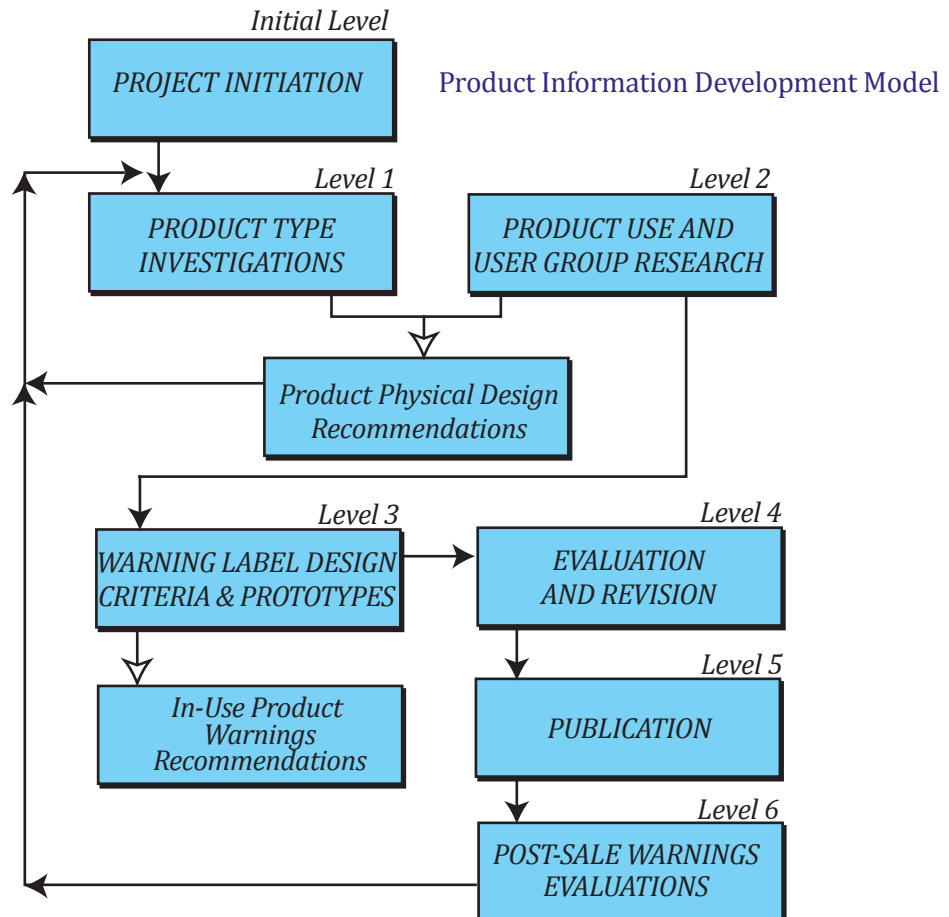 Initial Level
PROJECT INITIATION
Product Information Development Model
Level 1
PRODUCT TYPE
INVESTIGATIONS
Level 2
PRODUCT USE AND
USER GROUP RESEARCH
Product Physical Design
Recommendations
Level 3
WARNING LABEL DESIGN
CRITERIA & PROTOTYPES
Level 4
EVALUATION
AND REVISION
In-Use Product
Warnings
Recommendations
Level 5
PUBLICATION
Level 6
POST-SALE WARNINGS
EVALUATIONS